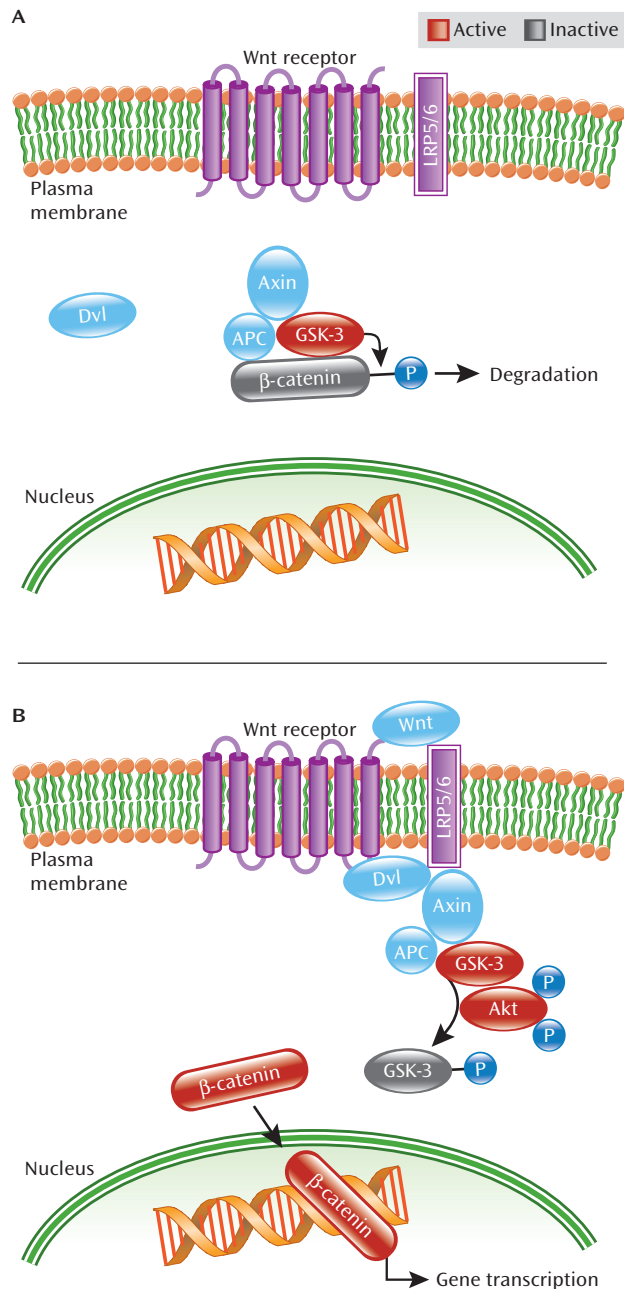 A
Active
Inactive
Wnt receptor
LRP5/6
Plasma
membrane
Axin
Dvl
APC
GSK-3
β-catenin
P
Degradation
Nucleus
B
Wnt
Wnt receptor
LRP5/6
Plasma
membrane
Dvl
Axin
APC
GSK-3
P
Akt
P
GSK-3
P
β-catenin
Nucleus
β-catenin
Gene transcription